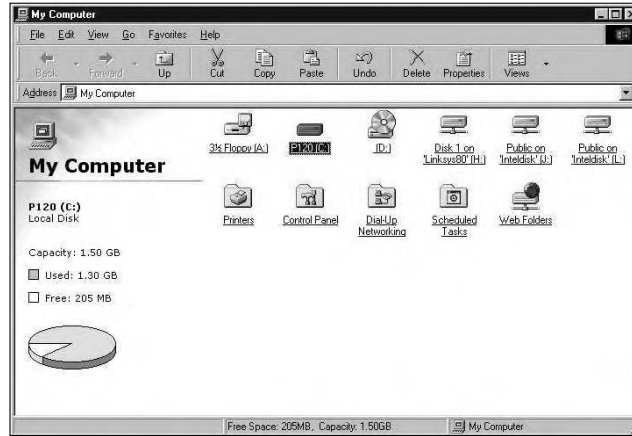 My Computer
File Edit View Go Favorites Help
Back Forward Up Cut Copy Paste Undo Delete Properties Views
Address My Computer
My Computer
P120 (C:)
Local Disk
Capacity: 1.50 GB
Used: 1.30 GB
Free: 205 MB
3½ Floppy (A:)
P120 (C:)
(D:)
Disk 1 on
'Linksys80' (H:)
Public on
'Inteldisk' (J:)
Public on
'Inteldisk' (L:)
Printers
Control Panel
Dial-Up
Networking
Scheduled
Tasks
Web Folders
Free Space: 205MB, Capacity: 1.50GB
My Computer